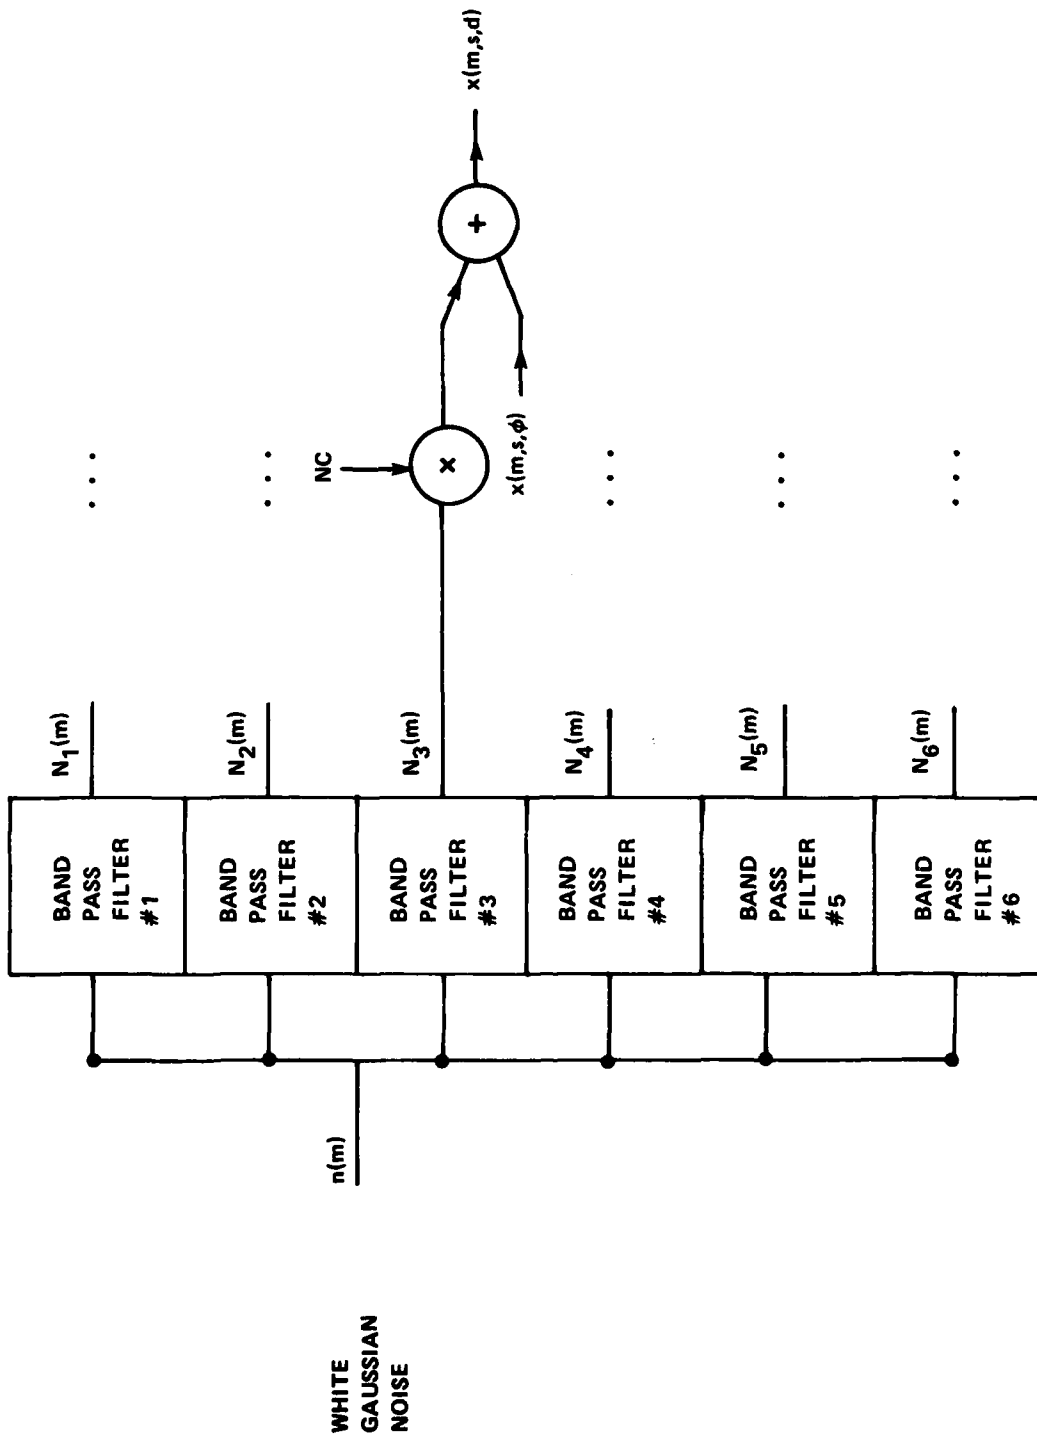 WHITE
GAUSSIAN
NOISE
n(m)
BAND
PASS
FILTER
#1
N₁(m)
. . .
BAND
PASS
FILTER
#2
N₂(m)
. . .
BAND
PASS
FILTER
#3
N₃(m)
NC
x
+
x(m,s,d)
x(m,s,ϕ)
BAND
PASS
FILTER
#4
N₄(m)
. . .
BAND
PASS
FILTER
#5
N₅(m)
. . .
BAND
PASS
FILTER
#6
N₆(m)
. . .